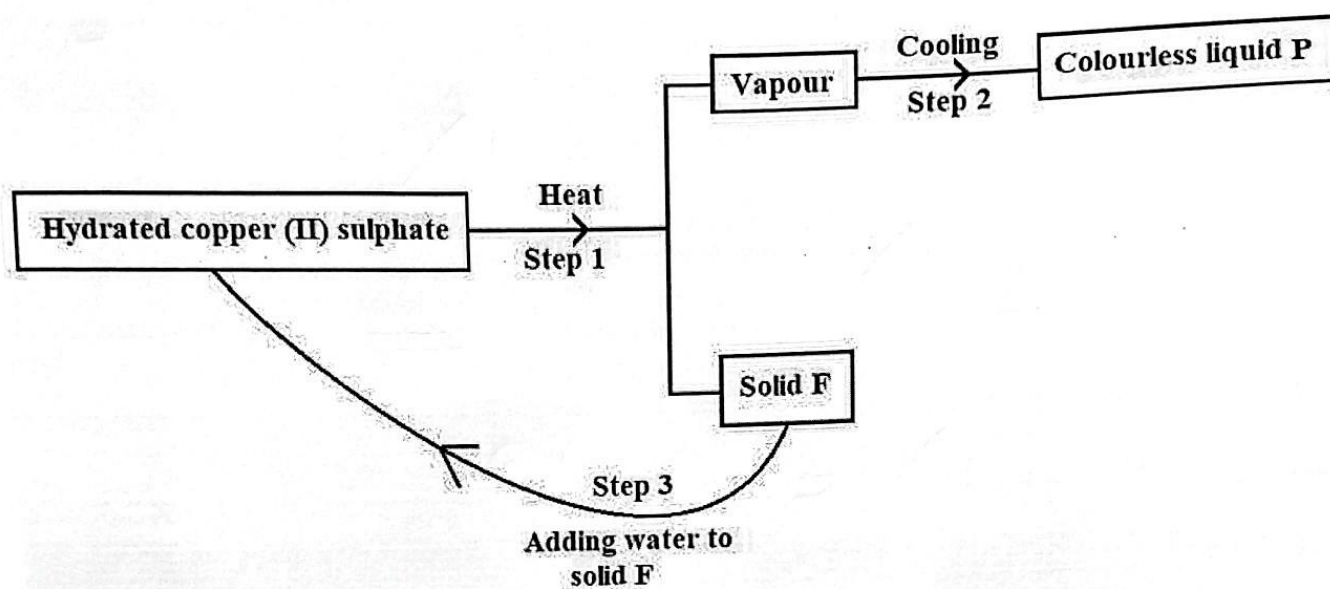 Cooling
Vapour
Step 2
Colourless liquid P
Heat
Hydrated copper (II) sulphate
Step 1
Solid F
Step 3
Adding water to
solid F